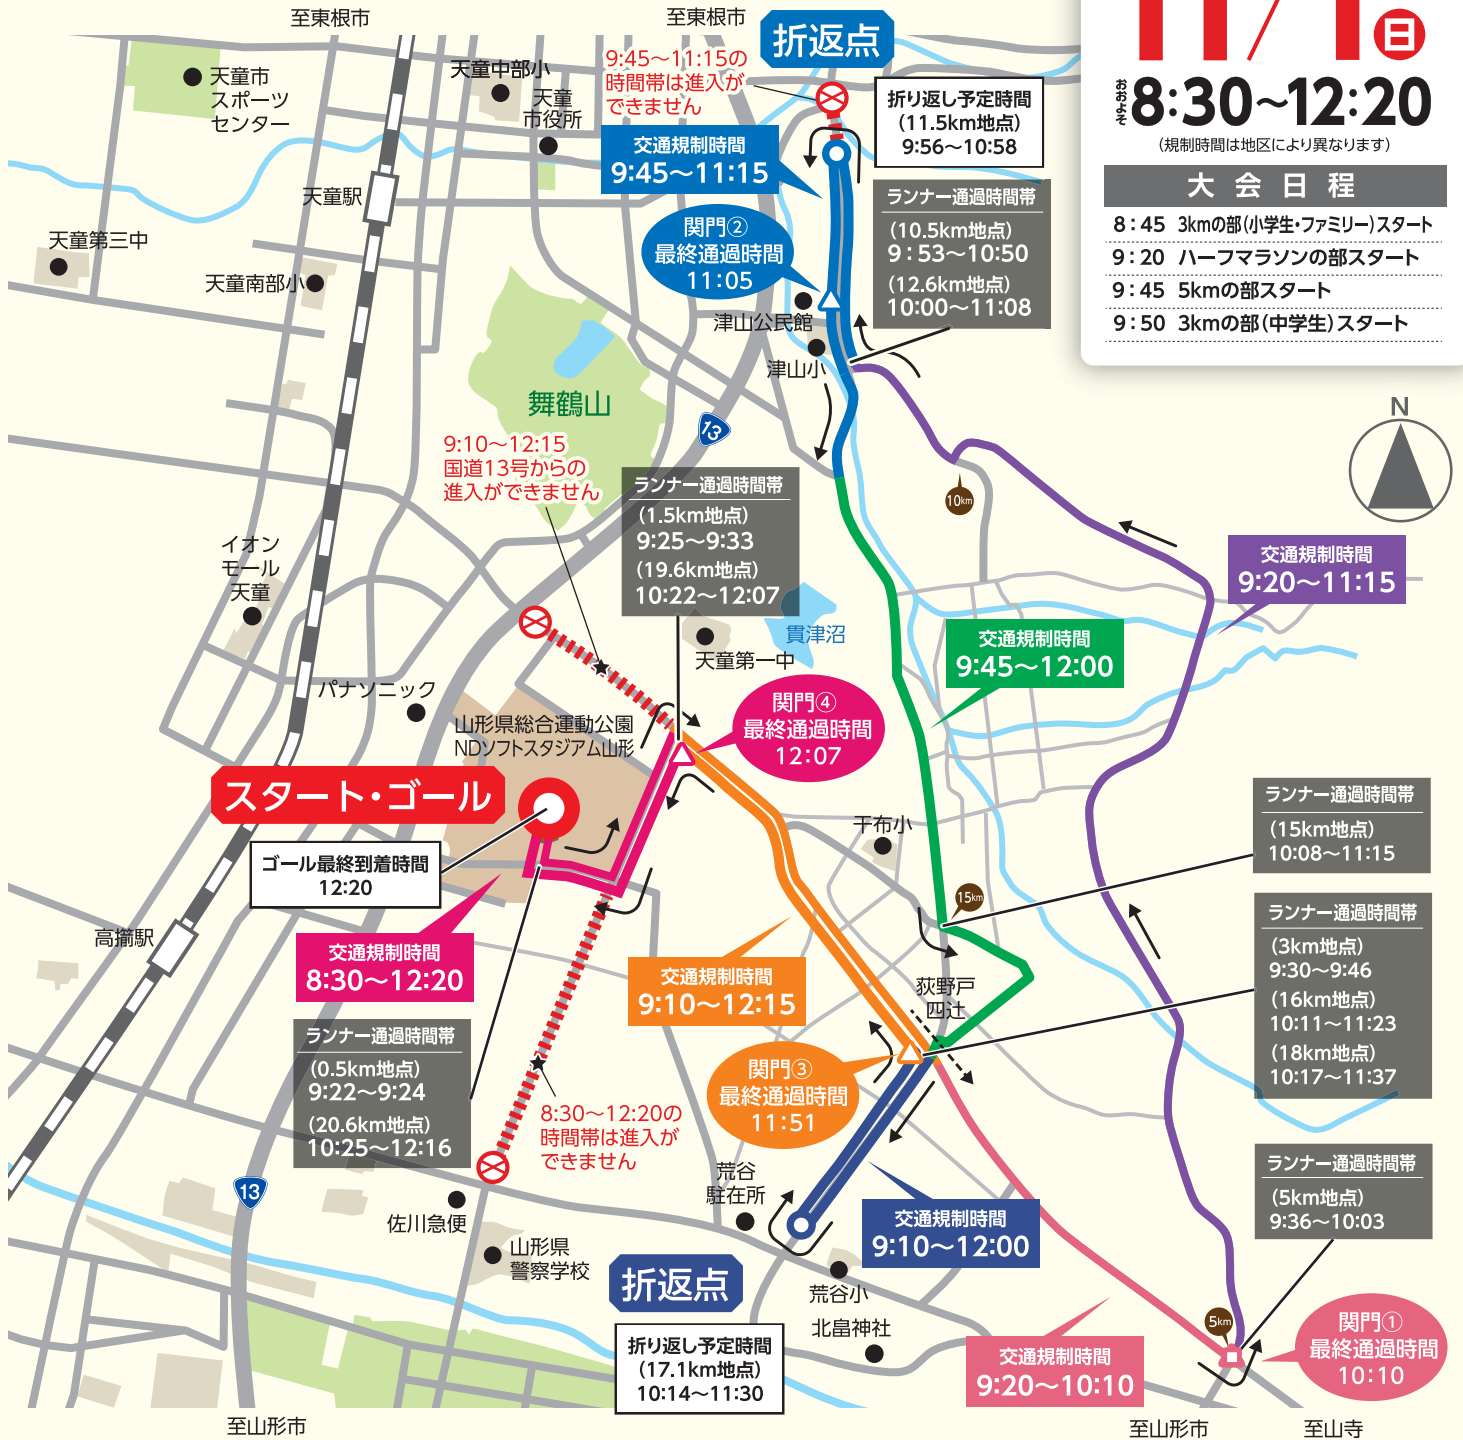 至東根市
至東根市
折返点
11/1日
おおよそ8:30〜12:20
(規制時間は地区により異なります)
大会日程
8:45 3kmの部(小学生・ファミリー)スタート
9:20 ハーフマラソンの部スタート
9:45 5kmの部スタート
9:50 3kmの部(中学生)スタート
9:45〜11:15の
時間帯は進入が
できません
折り返し予定時間
(11.5km地点)
9:56〜10:58
天童市
スポーツ
センター
天童中部小
天童
市役所
交通規制時間
9:45〜11:15
天童駅
ランナー通過時間帯
(10.5km地点)
9:53〜10:50
(12.6km地点)
10:00〜11:08
関門②
最終通過時間
11:05
天童第三中
天童南部小
津山公民館
津山小
舞鶴山
13
N
9:10〜12:15
国道13号からの
進入ができません
ランナー通過時間帯
(1.5km地点)
9:25〜9:33
(19.6km地点)
10:22〜12:07
10km
イオン
モール
天童
交通規制時間
9:20〜11:15
貫津沼
天童第一中
交通規制時間
9:45〜12:00
パナソニック
山形県総合運動公園
NDソフトスタジアム山形
関門④
最終通過時間
12:07
スタート・ゴール
ゴール最終到着時間
12:20
干布小
ランナー通過時間帯
(15km地点)
10:08〜11:15
15km
高擶駅
交通規制時間
8:30〜12:20
交通規制時間
9:10〜12:15
荻野戸
四辻
ランナー通過時間帯
(3km地点)
9:30〜9:46
(16km地点)
10:11〜11:23
(18km地点)
10:17〜11:37
ランナー通過時間帯
(0.5km地点)
9:22〜9:24
(20.6km地点)
10:25〜12:16
関門③
最終通過時間
11:51
8:30〜12:20の
時間帯は進入が
できません
荒谷
駐在所
ランナー通過時間帯
(5km地点)
9:36〜10:03
13
佐川急便
山形県
警察学校
交通規制時間
9:10〜12:00
折返点
折り返し予定時間
(17.1km地点)
10:14〜11:30
荒谷小
北畠神社
5km
関門①
最終通過時間
10:10
交通規制時間
9:20〜10:10
至山形市
至山形市
至山寺